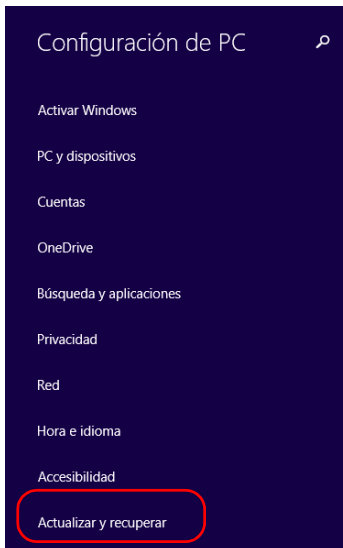 Configuración de PC
Activar Windows
PC y dispositivos
Cuentas
OneDrive
Búsqueda y aplicaciones
Privacidad
Red
Hora e idioma
Accesibilidad
Actualizar y recuperar